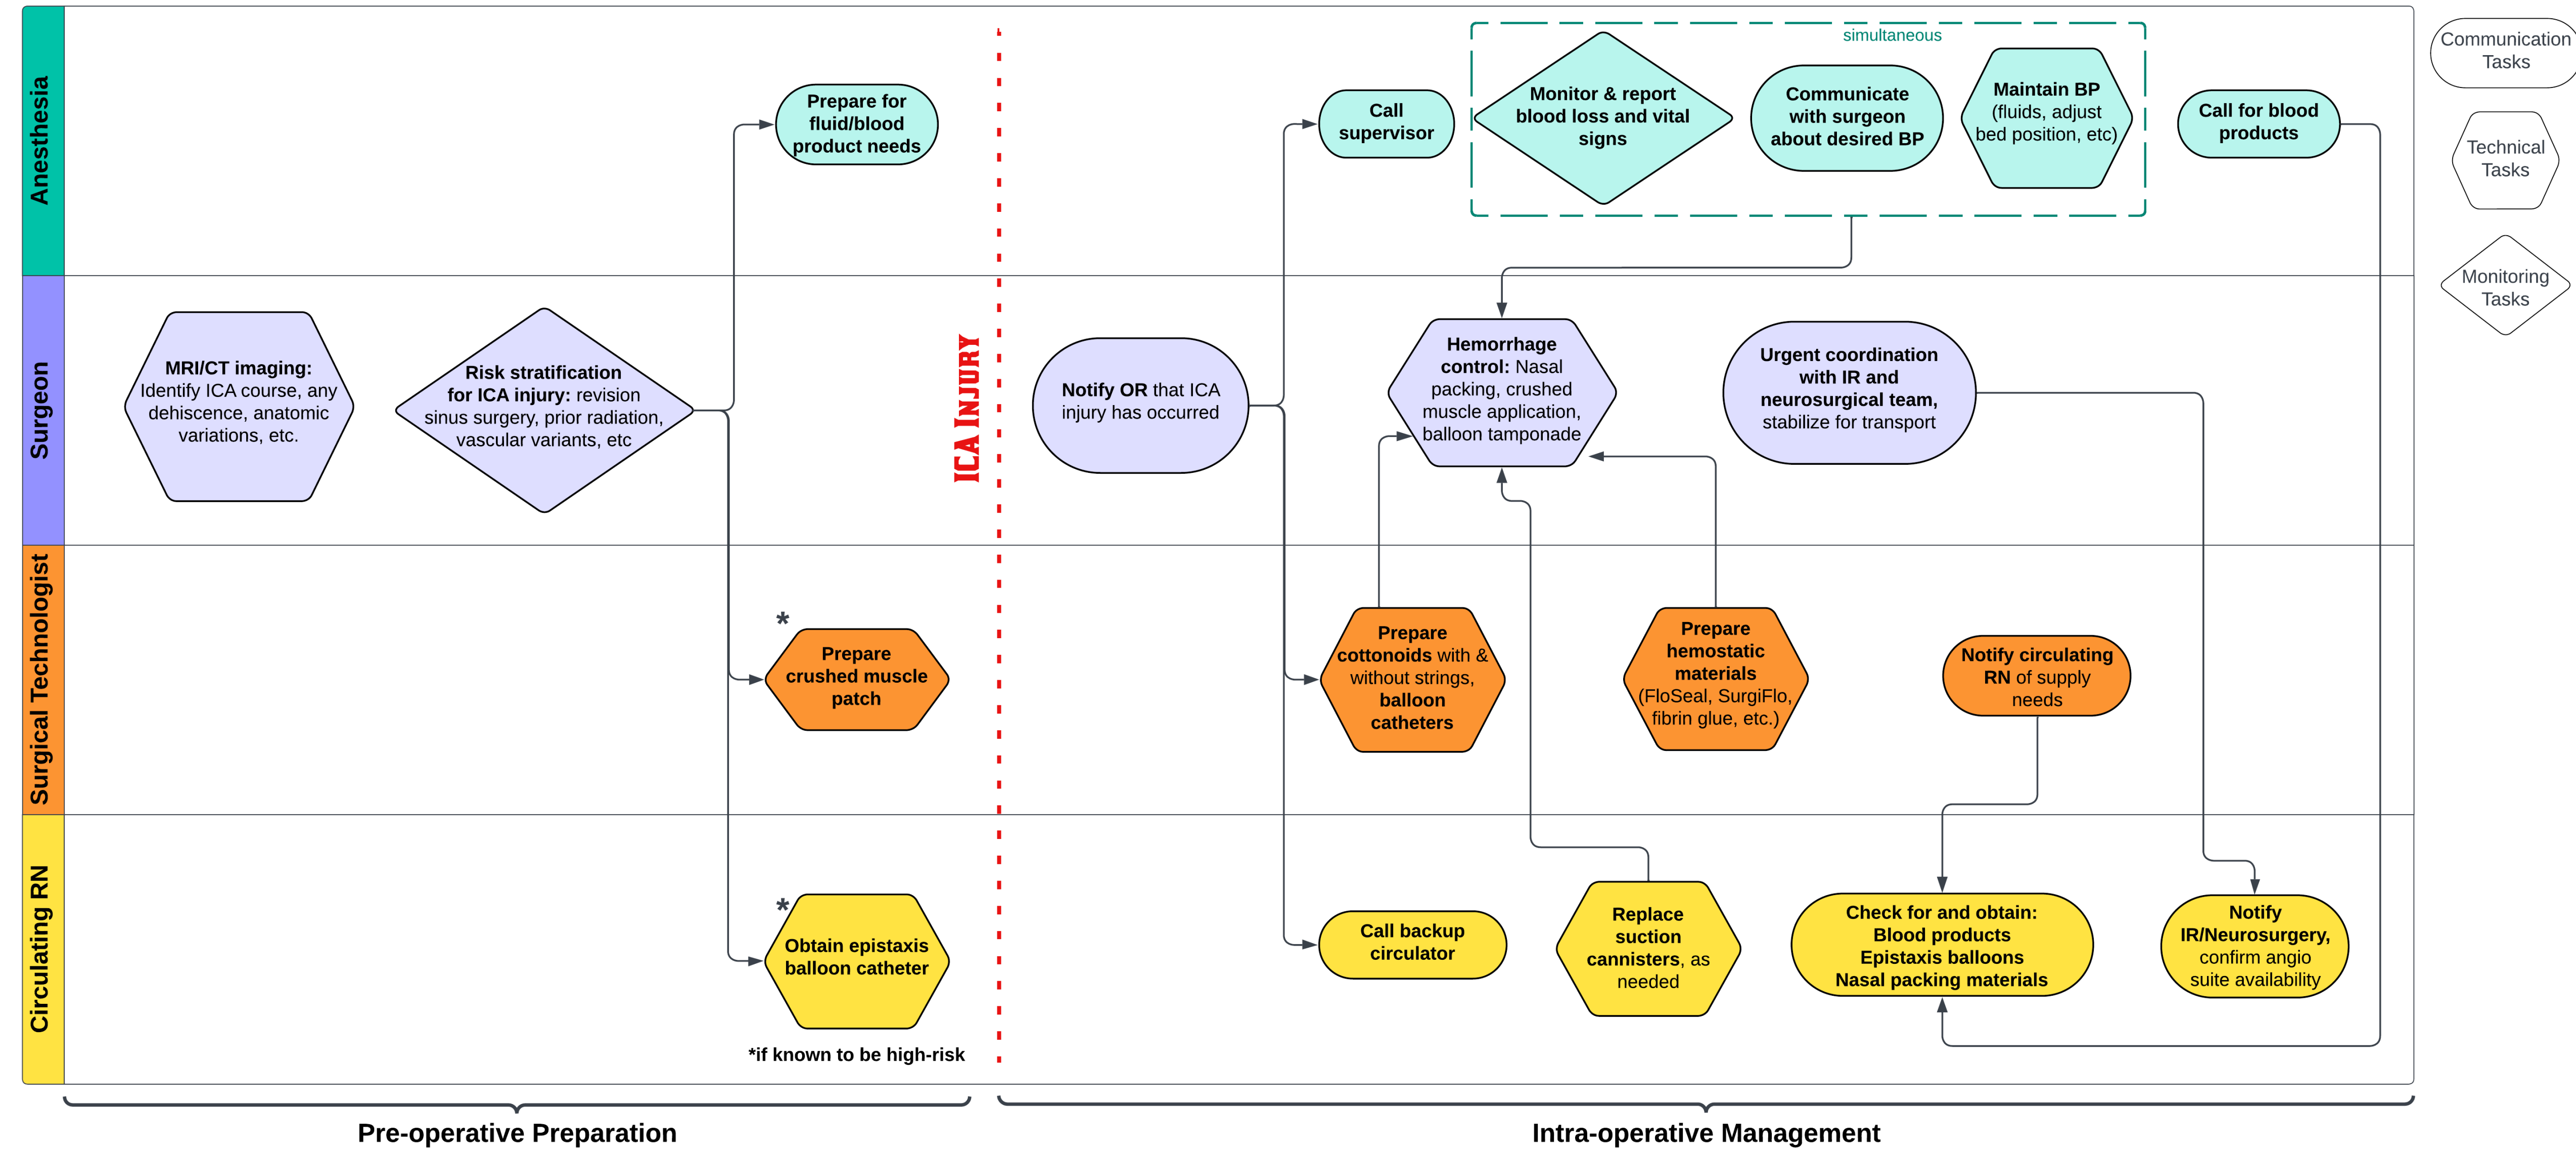 Anesthesia
Prepare for
fluid/blood
product needs
Call
supervisor
simultaneous
Monitor & report
blood loss and vital
signs
Communicate
with surgeon
about desired BP
Maintain BP
(fluids, adjust
bed position, etc)
Call for blood
products
Communication
Tasks
Technical
Tasks
Monitoring
Tasks
Surgeon
MRI/CT imaging:
Identify ICA course, any
dehiscence, anatomic
variations, etc.
Risk stratification
for ICA injury: revision
sinus surgery, prior radiation,
vascular variants, etc
ICA Injury
Notify OR that ICA
injury has occurred
Hemorrhage
control: Nasal
packing, crushed
muscle application,
balloon tamponade
Urgent coordination
with IR and
neurosurgical team,
stabilize for transport
Surgical Technologist
*
Prepare
crushed muscle
patch
Prepare
cottonoids with &
without strings,
balloon
catheters
Prepare
hemostatic
materials
(FloSeal, SurgiFlo,
fibrin glue, etc.)
Notify circulating
RN of supply
needs
Circulating RN
*
Obtain epistaxis
balloon catheter
*if known to be high-risk
Call backup
circulator
Replace
suction
cannisters, as
needed
Check for and obtain:
Blood products
Epistaxis balloons
Nasal packing materials
Notify
IR/Neurosurgery,
confirm angio
suite availability
Pre-operative Preparation
Intra-operative Management